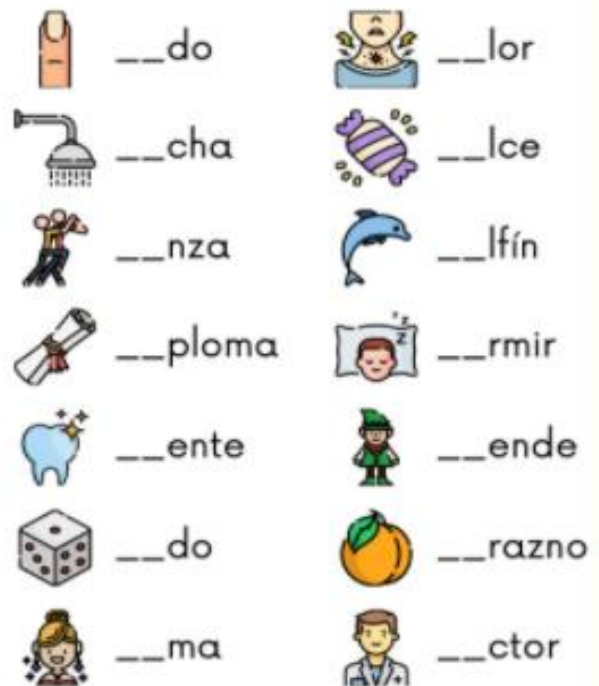 __do
__lor
__cha
__lce
__nza
__lfín
__ploma
__rmir
__ente
__ende
__do
__razno
__ma
__ctor